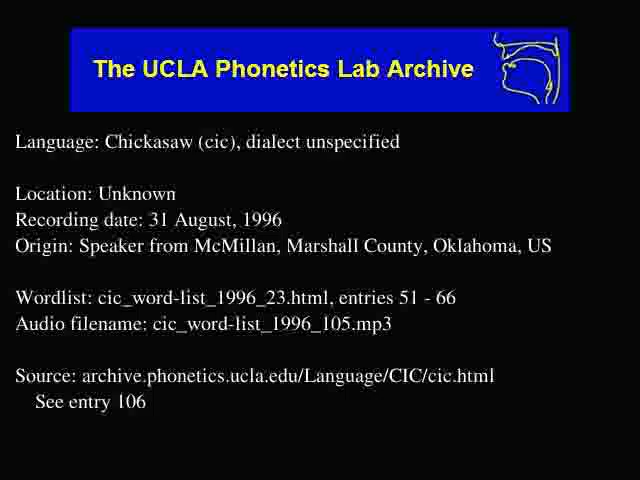 The UCLA Phonetics Lab Archive
Language: Chickasaw (cic), dialect unspecified
Location: Unknown
Recording date: 31 August, 1996
Origin: Speaker from McMillan, Marshall County, Oklahoma, US
Wordlist: cic_word-list_1996_23.html, entries 51 - 66
Audio filename: cic_word-list_1996_105.mp3
Source: archive.phonetics.ucla.edu/Language/CIC/cic.html
See entry 106